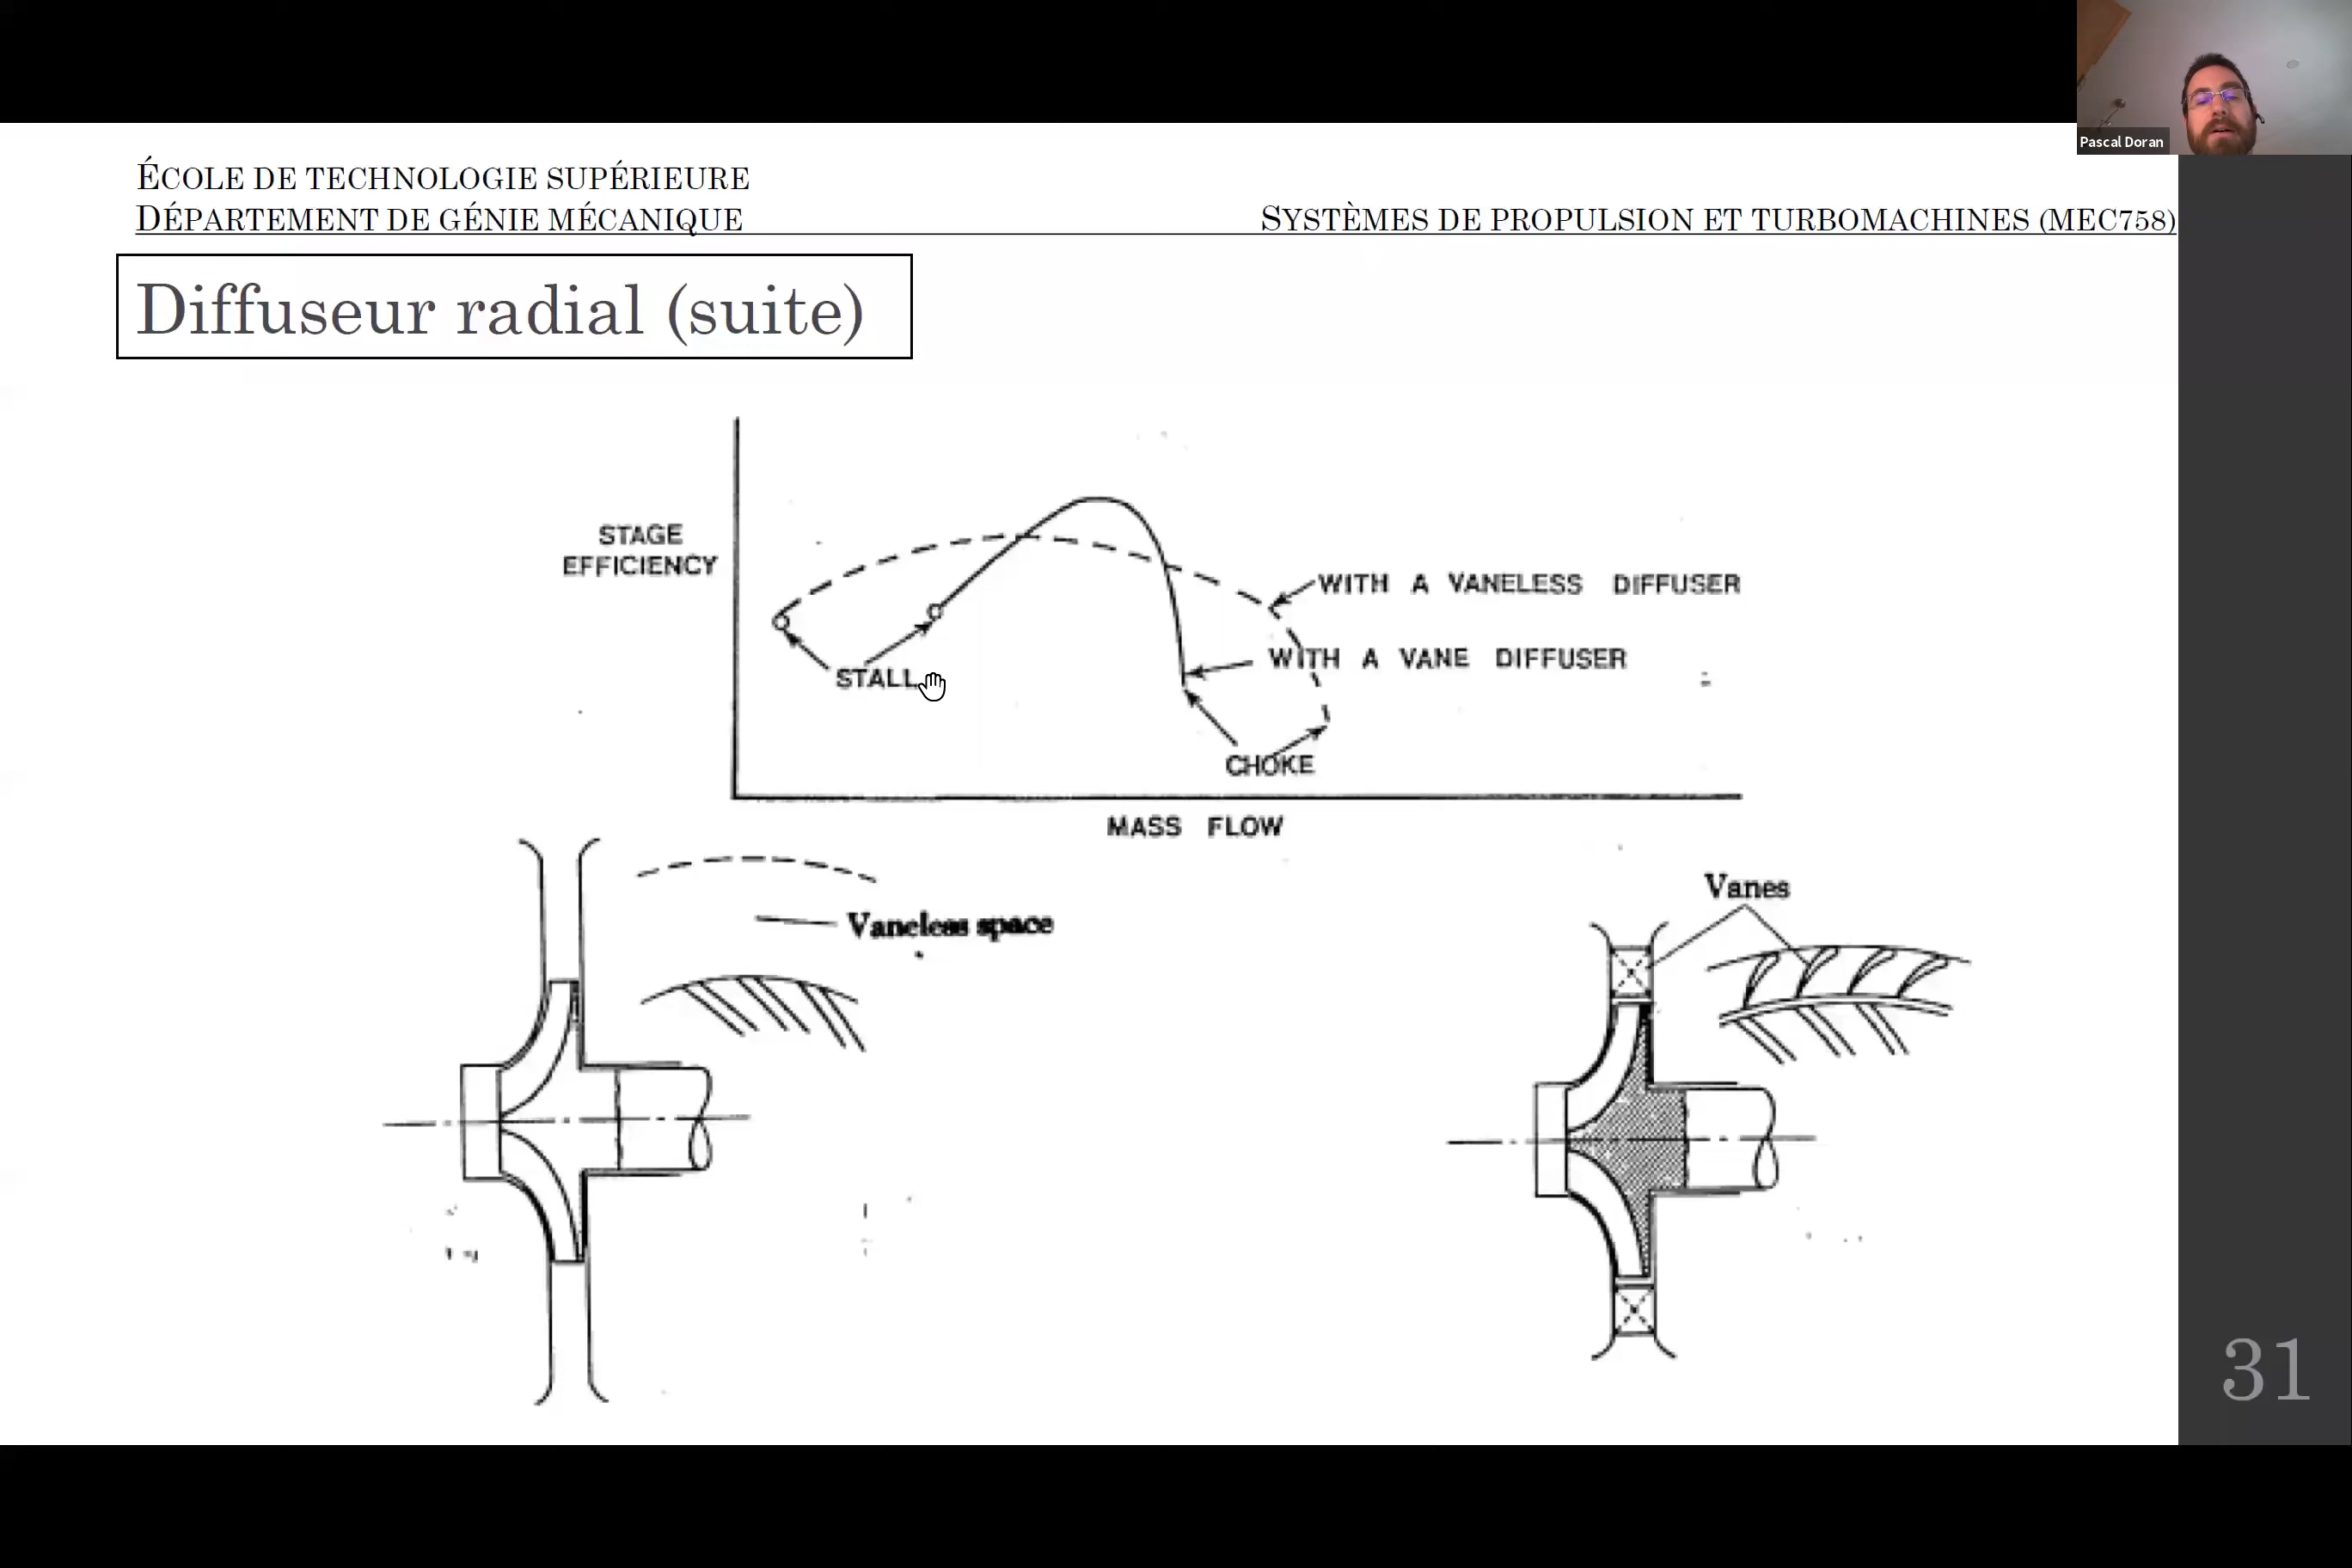 Pascal Doran
ÉCOLE DE TECHNOLOGIE SUPÉRIEURE
DÉPARTEMENT DE GÉNIE MÉCANIQUE
SYSTÈMES DE PROPULSION ET TURBOMACHINES (MEC758)
Diffuseur radial (suite)
STAGE
EFFICIENCY
WITH A VANELESS DIFFUSER
WITH A VANE DIFFUSER
STALL
CHOKE
MASS FLOW
Vaneless space
Vanes
31